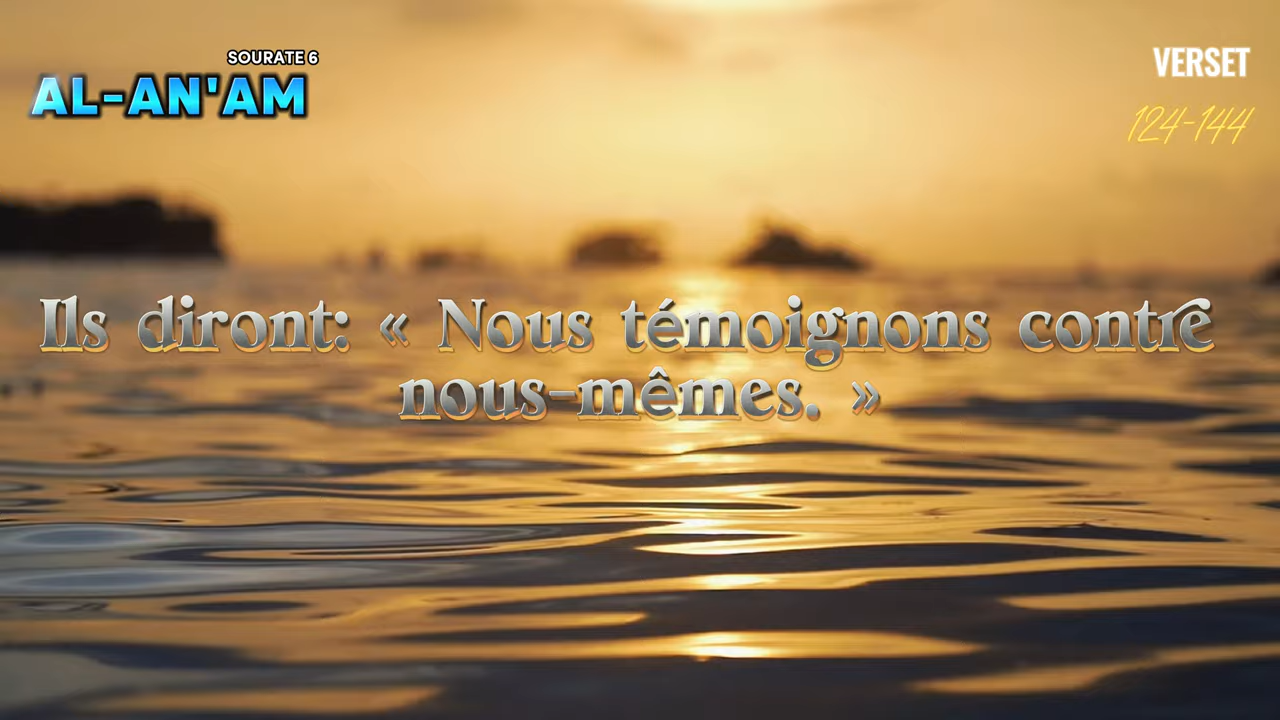 SOURATE 6
AL-AN'AM
VERSET
124-144
Ils diront: « Nous témoignons contre
nous-mêmes. »